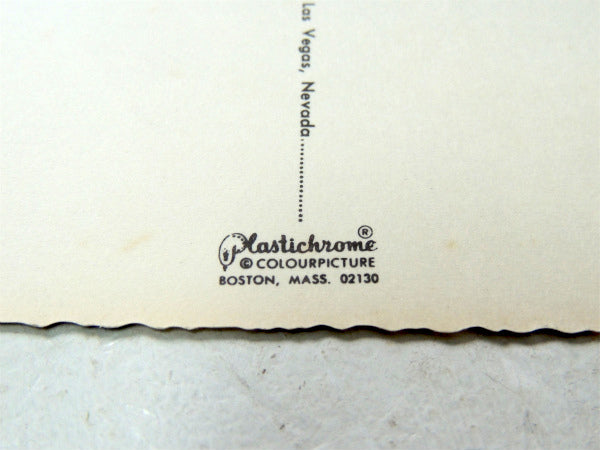 Las Vegas, Nevada....................
Plastichrome ®
© COLOURPICTURE
BOSTON, MASS. 02130